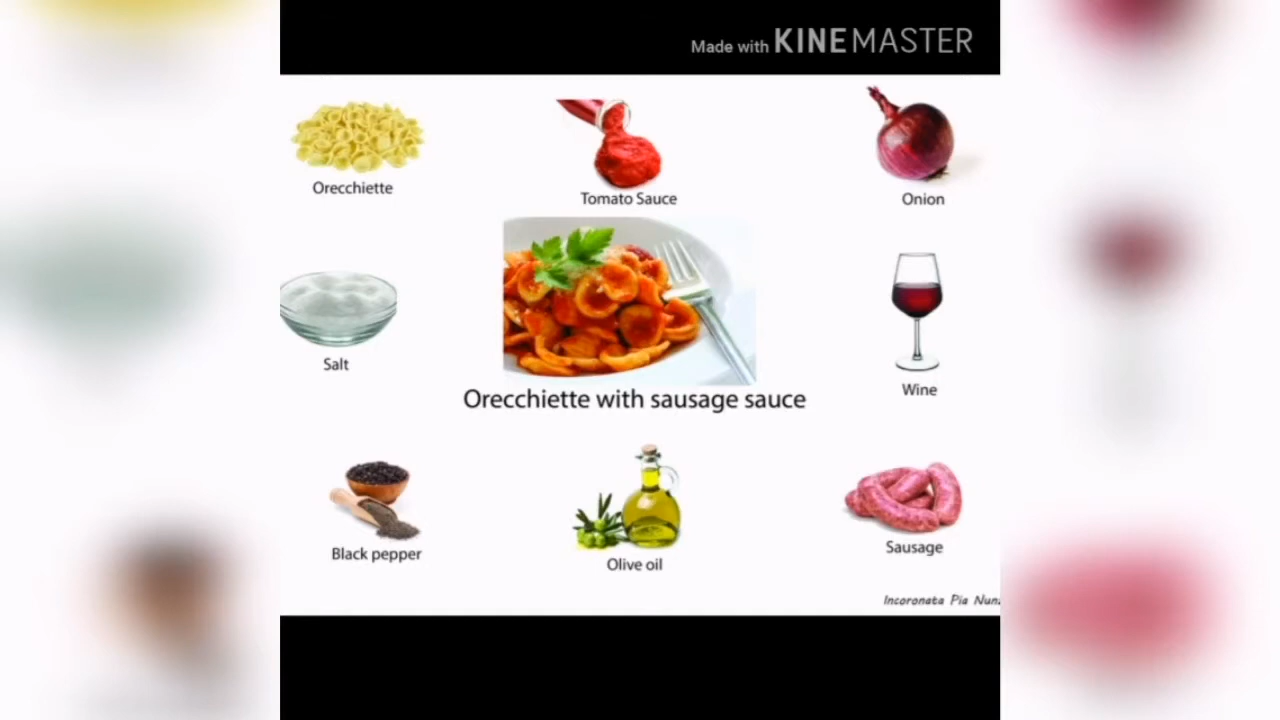 Made with KINEMASTER
Orecchiette
Tomato Sauce
Onion
Salt
Wine
Orecchiette with sausage sauce
Black pepper
Olive oil
Sausage
Incoronata Pia